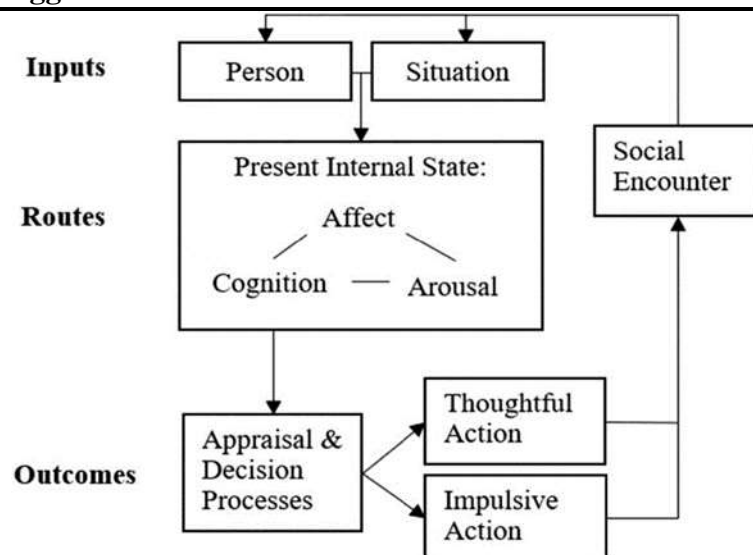 Inputs
Person
Situation
Social
Encounter
Present Internal State:
Routes
Affect
Cognition
Arousal
Thoughtful
Action
Appraisal &
Decision
Processes
Outcomes
Impulsive
Action